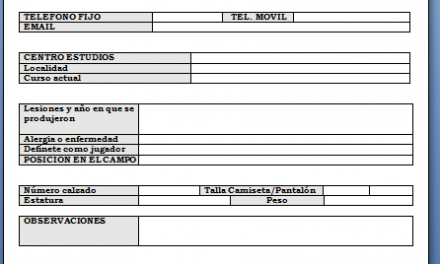 TELEFONO FIJO TEL. MOVIL
EMAIL
CENTRO ESTUDIOS
Localidad
Curso actual
Lesiones y año en que se
produjeron
Alergia o enfermedad
Definete como jugador
POSICION EN EL CAMPO
Número calzado Talla Camiseta/Pantalón
Estatura Peso
OBSERVACIONES